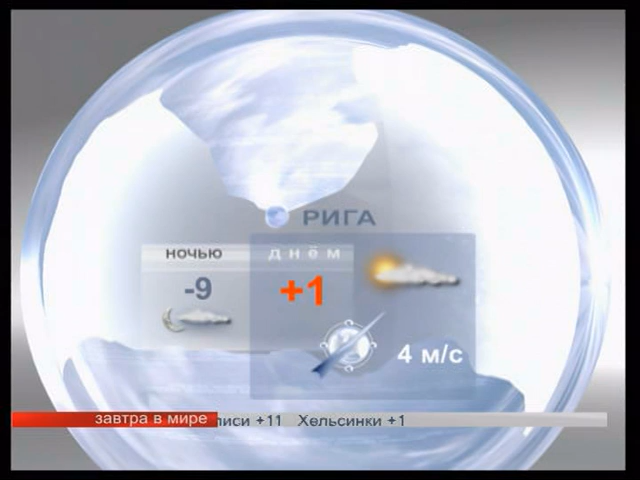 РИГА
ночью днём
-9 +1
4 м/с
завтра в мире +11 Хельсинки +1